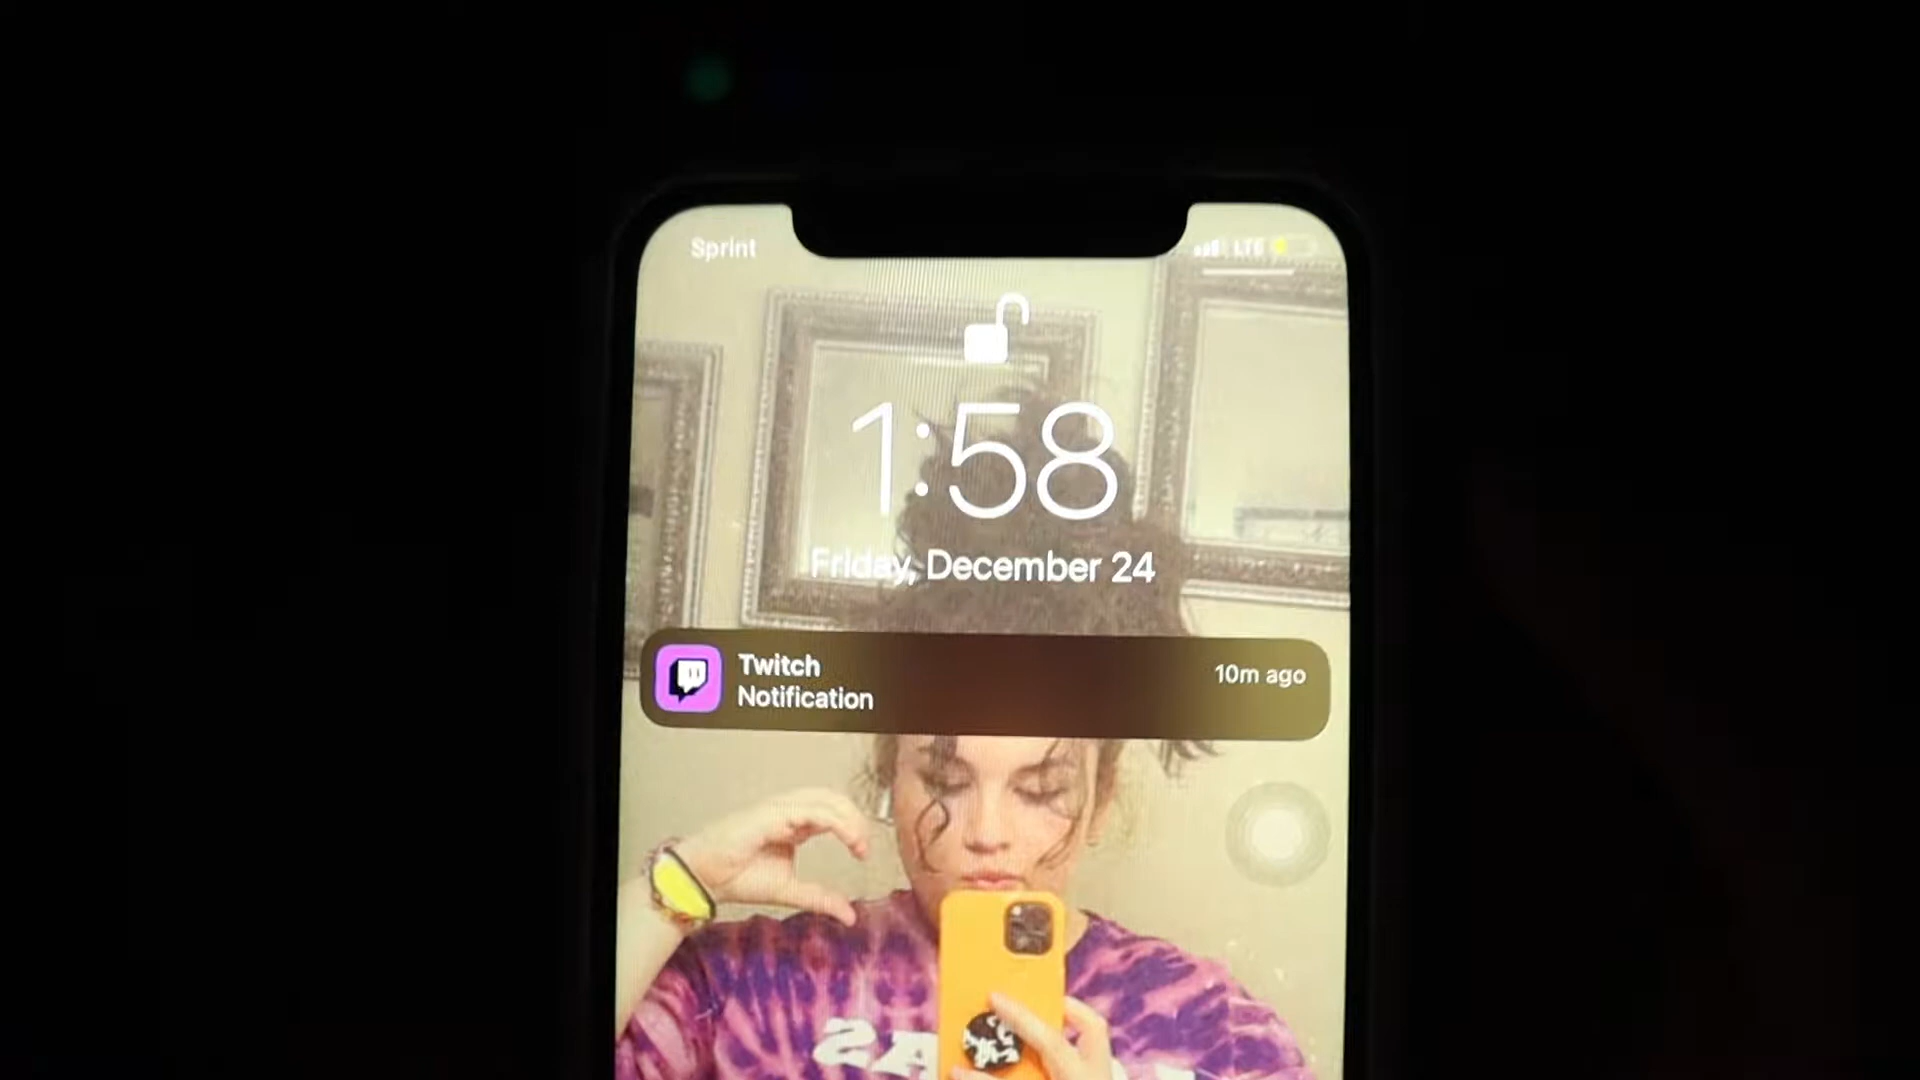 Sprint
LTE
1:58
Friday, December 24
Twitch
10m ago
Notification